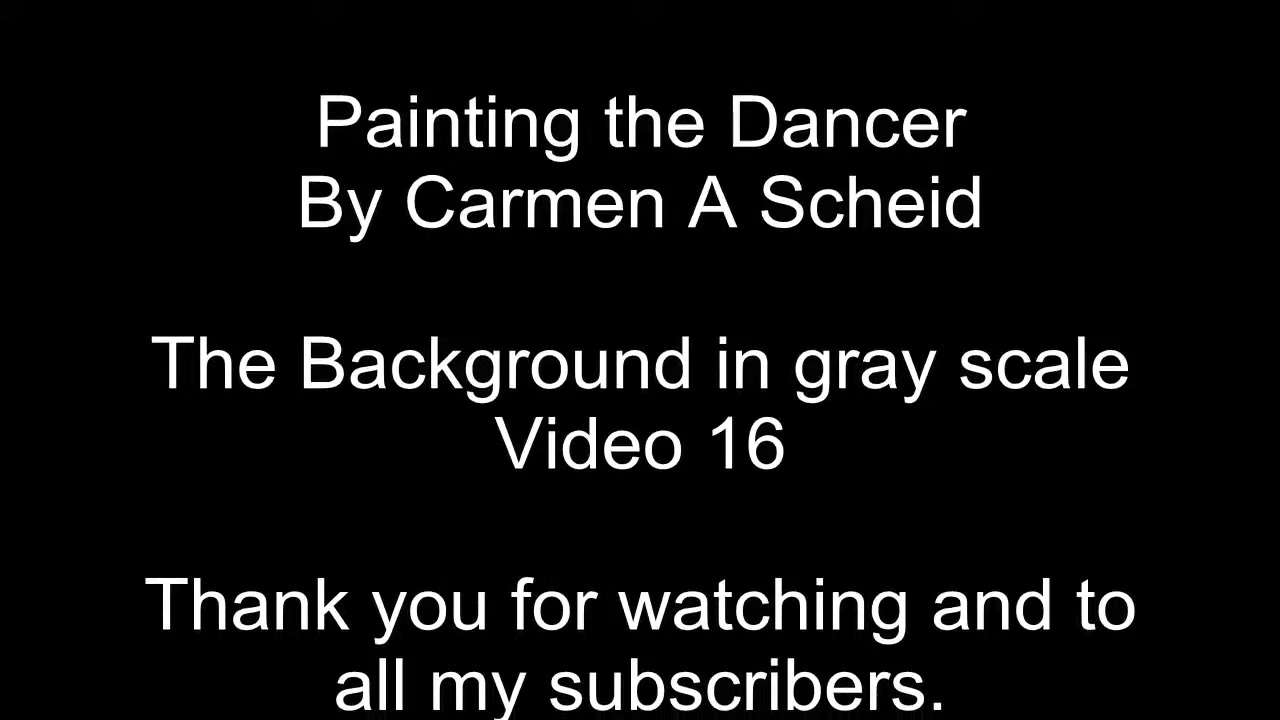 Painting the Dancer
By Carmen A Scheid
The Background in gray scale
Video 16
Thank you for watching and to
all my subscribers.